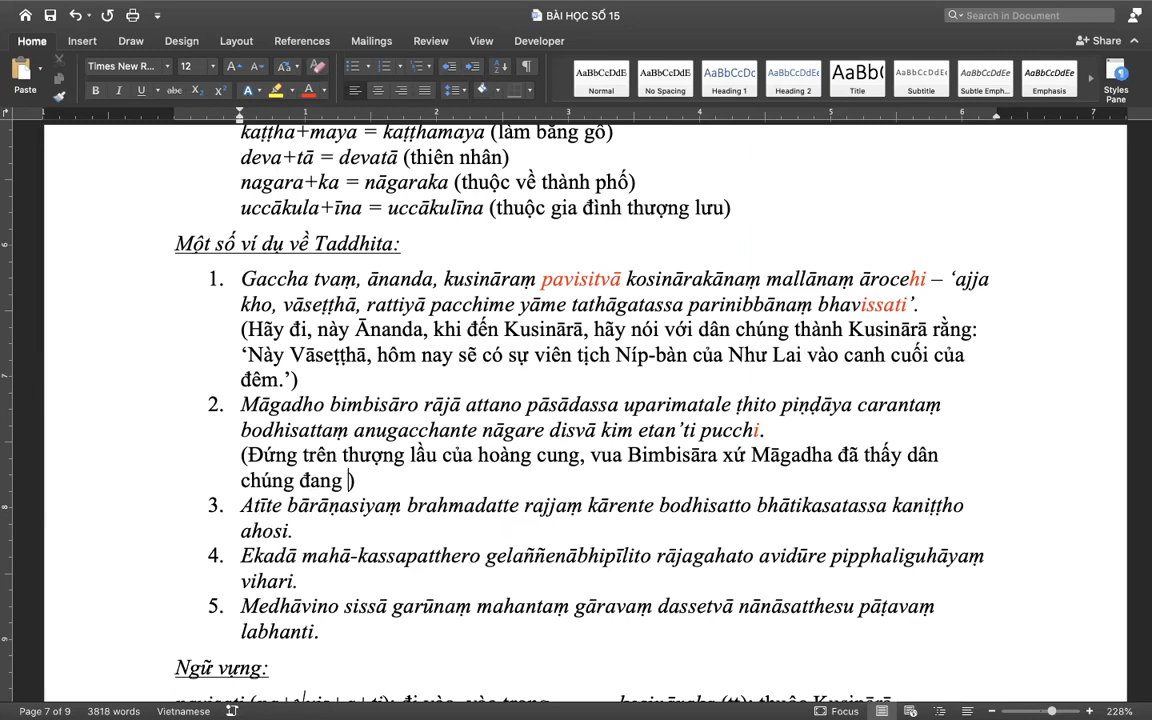 BÀI HỌC SỐ 15
Search in Document
Home Insert Draw Design Layout References Mailings Review View Developer
Share
Paste
Times New R... 12
AaBbCcDdE AaBbCcDdE AaBbCcDc AaBbCcDdEє AaBb( AaBbCcDdEє AaBbCcDdEe AaBbCcDdEe
Normal No Spacing Heading 1 Heading 2 Title Subtitle Subtle Emph... Emphasis
Styles Pane
kaṭṭha+maya = kaṭṭhamaya (làm bằng gỗ)
deva+tā = devatā (thiên nhân)
nagara+ka = nāgaraka (thuộc về thành phố)
uccākula+īna = uccākulīna (thuộc gia đình thượng lưu)
Một số ví dụ về Taddhita:
1. Gaccha tvaṃ, ānanda, kusināraṃ pavisitvā kosinārakānaṃ mallānaṃ ārocehi – ‘ajja
kho, vāseṭṭhā, rattiyā pacchime yāme tathāgatassa parinibbānaṃ bhavissati’.
(Hãy đi, này Ānanda, khi đến Kusinārā, hãy nói với dân chúng thành Kusinārā rằng:
‘Này Vāseṭṭhā, hôm nay sẽ có sự viên tịch Níp-bàn của Như Lai vào canh cuối của
đêm.’)
2. Māgadho bimbisāro rājā attano pāsādassa uparimatale ṭhito piṇḍāya carantaṃ
bodhisattaṃ anugacchante nāgare disvā kim etan’ti pucchi.
(Đứng trên thượng lầu của hoàng cung, vua Bimbisāra xứ Māgadha đã thấy dân
chúng đang )
3. Atīte bārāṇasiyaṃ brahmadatte rajjaṃ kārente bodhisatto bhātikasatassa kaniṭṭho
ahosi.
4. Ekadā mahā-kassapatthero gelaññenābhipīlito rājagahato avidūre pipphaliguhāyaṃ
vihari.
5. Medhāvino sissā garūnaṃ mahantaṃ gāravaṃ dassetvā nānāsatthesu pāṭavaṃ
labhanti.
Ngữ vựng:
Page 7 of 9 3818 words Vietnamese Focus 228%